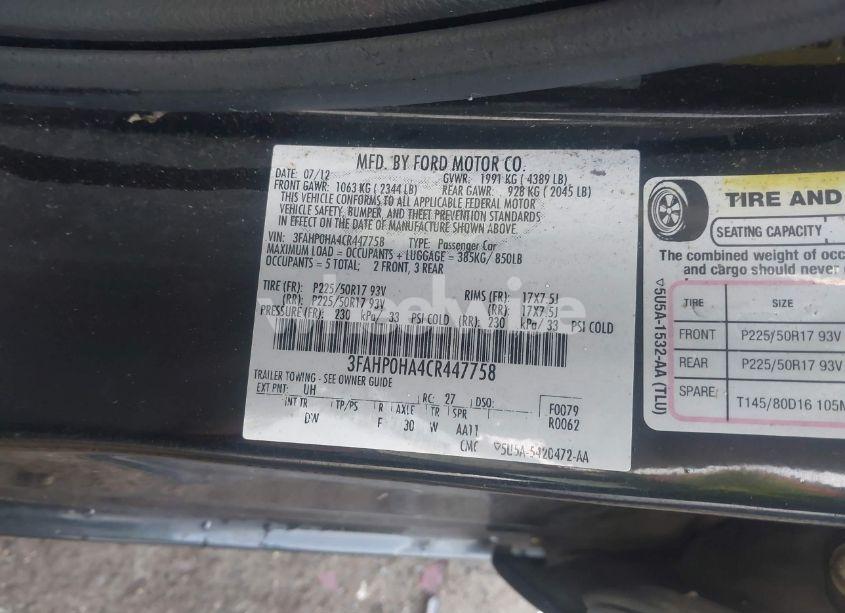 MFD. BY FORD MOTOR CO.
DATE: 07/12 GVWR: 1991 KG ( 4389 LB)
FRONT GAWR: 1063 KG ( 2344 LB) REAR GAWR: 928 KG ( 2045 LB)
THIS VEHICLE CONFORMS TO ALL APPLICABLE FEDERAL MOTOR
VEHICLE SAFETY, BUMPER, AND THEFT PREVENTION STANDARDS
IN EFFECT ON THE DATE OF MANUFACTURE SHOWN ABOVE.
VIN: 3FAHP0HA4CR447758 TYPE: Passenger Car
MAXIMUM LOAD = OCCUPANTS + LUGGAGE = 385KG/ 850LB
OCCUPANTS = 5 TOTAL; 2 FRONT, 3 REAR
TIRE (FR): P225/50R17 93V RIMS (FR): 17X7.5J
(RR): P225/50R17 93V (RR): 17X7.5J
PRESSURE (FR): 230 kPa/ 33 PSI COLD (RR): 230 kPa/ 33 PSI COLD
3FAHP0HA4CR447758
TRAILER TOWING - SEE OWNER GUIDE
EXT PNT: UH RC: 27 DSO: F0079
INT TR TP/PS R AXLE TR SPR R0062
DW F 30 W AA11
CMC ▽5U5A-5420472-AA
TIRE AND
SEATING CAPACITY
The combined weight of occ
and cargo should never
TIRE SIZE
FRONT P225/50R17 93V
REAR P225/50R17 93V
SPARE T145/80D16 105M
▽5U5A-1532-AA (TLU)